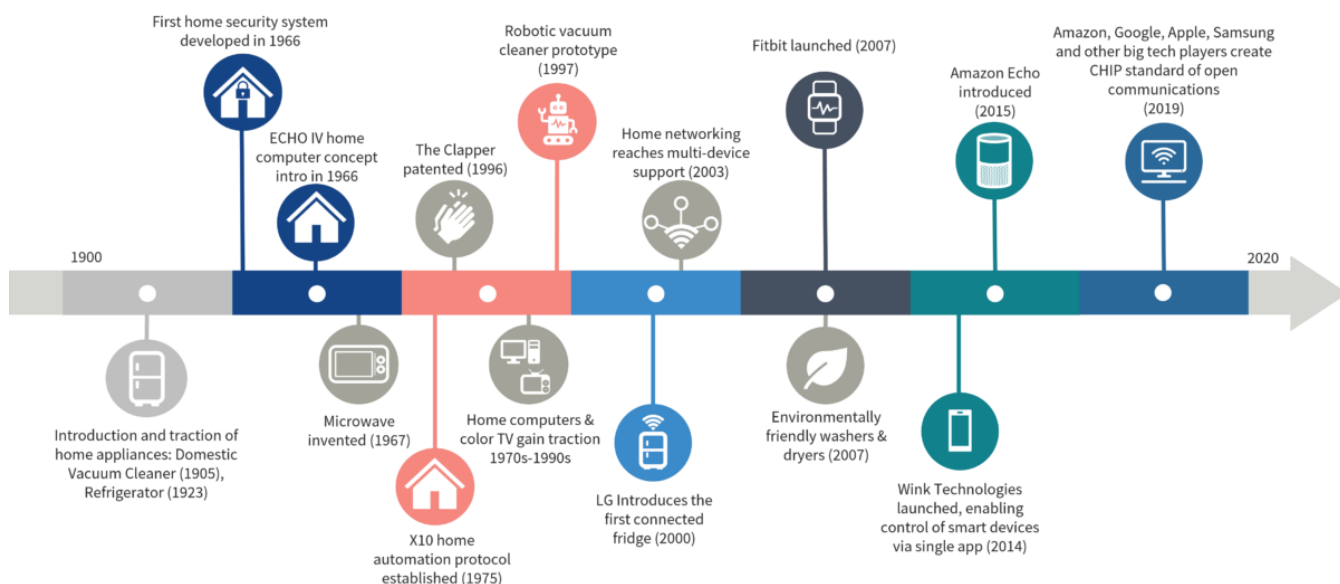 First home security system
developed in 1966
ECHO IV home
computer concept
intro in 1966
The Clapper
patented (1996)
Robotic vacuum
cleaner prototype
(1997)
Home networking
reaches multi-device
support (2003)
Fitbit launched (2007)
Amazon Echo
introduced
(2015)
Amazon, Google, Apple, Samsung
and other big tech players create
CHIP standard of open
communications
(2019)
1900
2020
Introduction and traction of
home appliances: Domestic
Vacuum Cleaner (1905),
Refrigerator (1923)
Microwave
invented (1967)
X10 home
automation protocol
established (1975)
Home computers &
color TV gain traction
1970s-1990s
LG Introduces the
first connected
fridge (2000)
Environmentally
friendly washers &
dryers (2007)
Wink Technologies
launched, enabling
control of smart devices
via single app (2014)